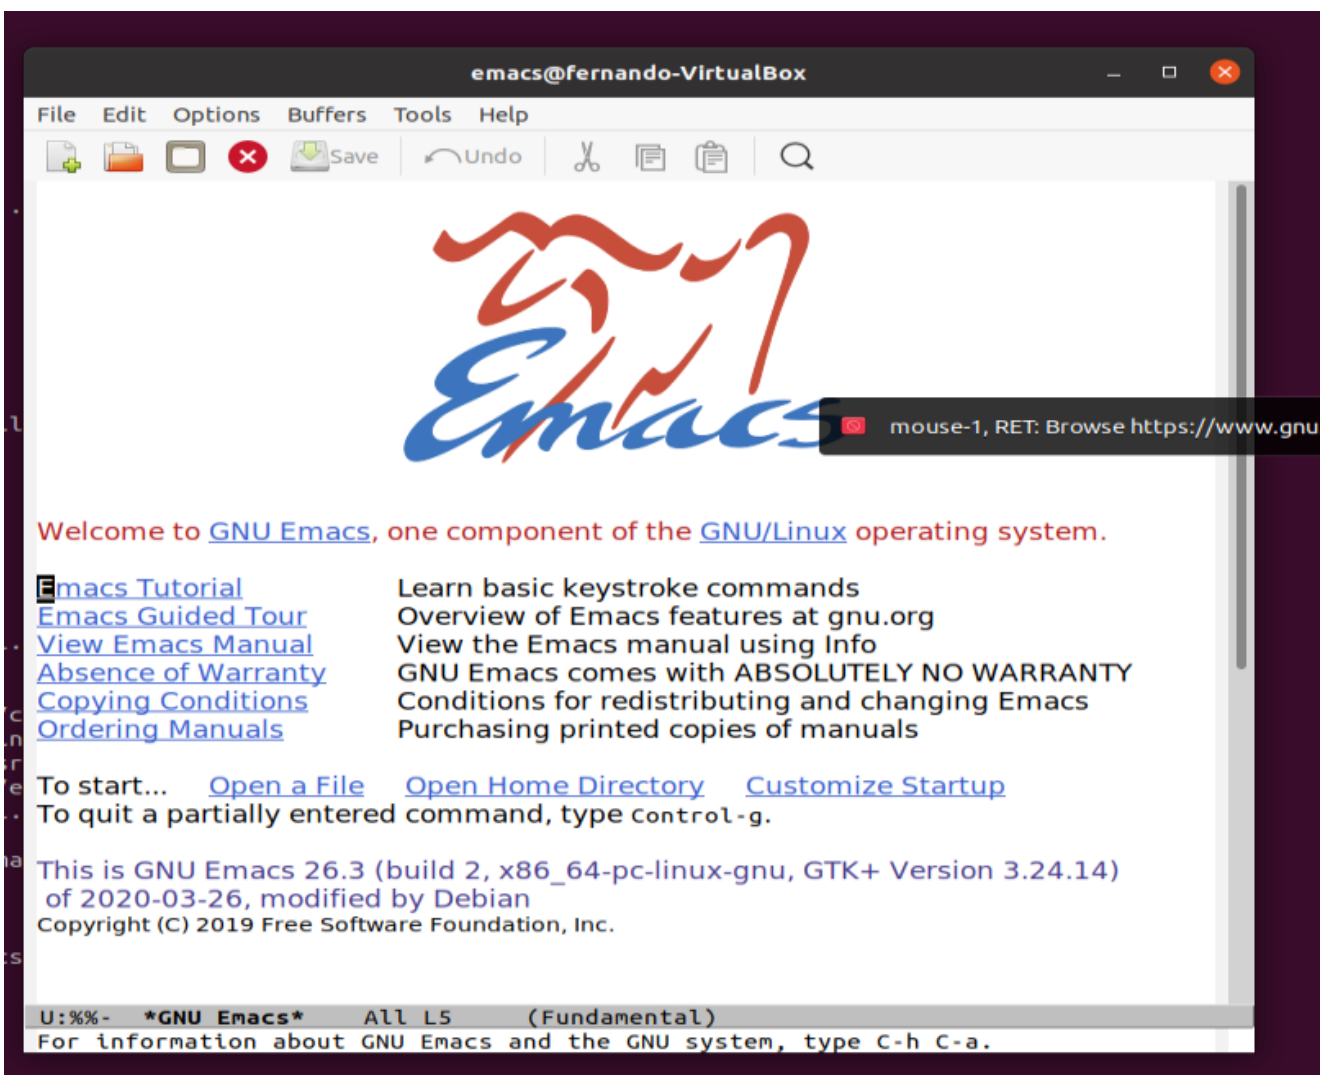 emacs@fernando-VirtualBox
File Edit Options Buffers Tools Help
Save Undo
Emacs
mouse-1, RET: Browse https://www.gnu
Welcome to GNU Emacs, one component of the GNU/Linux operating system.
Emacs Tutorial Learn basic keystroke commands
Emacs Guided Tour Overview of Emacs features at gnu.org
View Emacs Manual View the Emacs manual using Info
Absence of Warranty GNU Emacs comes with ABSOLUTELY NO WARRANTY
Copying Conditions Conditions for redistributing and changing Emacs
Ordering Manuals Purchasing printed copies of manuals
To start... Open a File Open Home Directory Customize Startup
To quit a partially entered command, type Control-g.
This is GNU Emacs 26.3 (build 2, x86_64-pc-linux-gnu, GTK+ Version 3.24.14)
of 2020-03-26, modified by Debian
Copyright (C) 2019 Free Software Foundation, Inc.
U:%%- *GNU Emacs* All L5 (Fundamental)
For information about GNU Emacs and the GNU system, type C-h C-a.